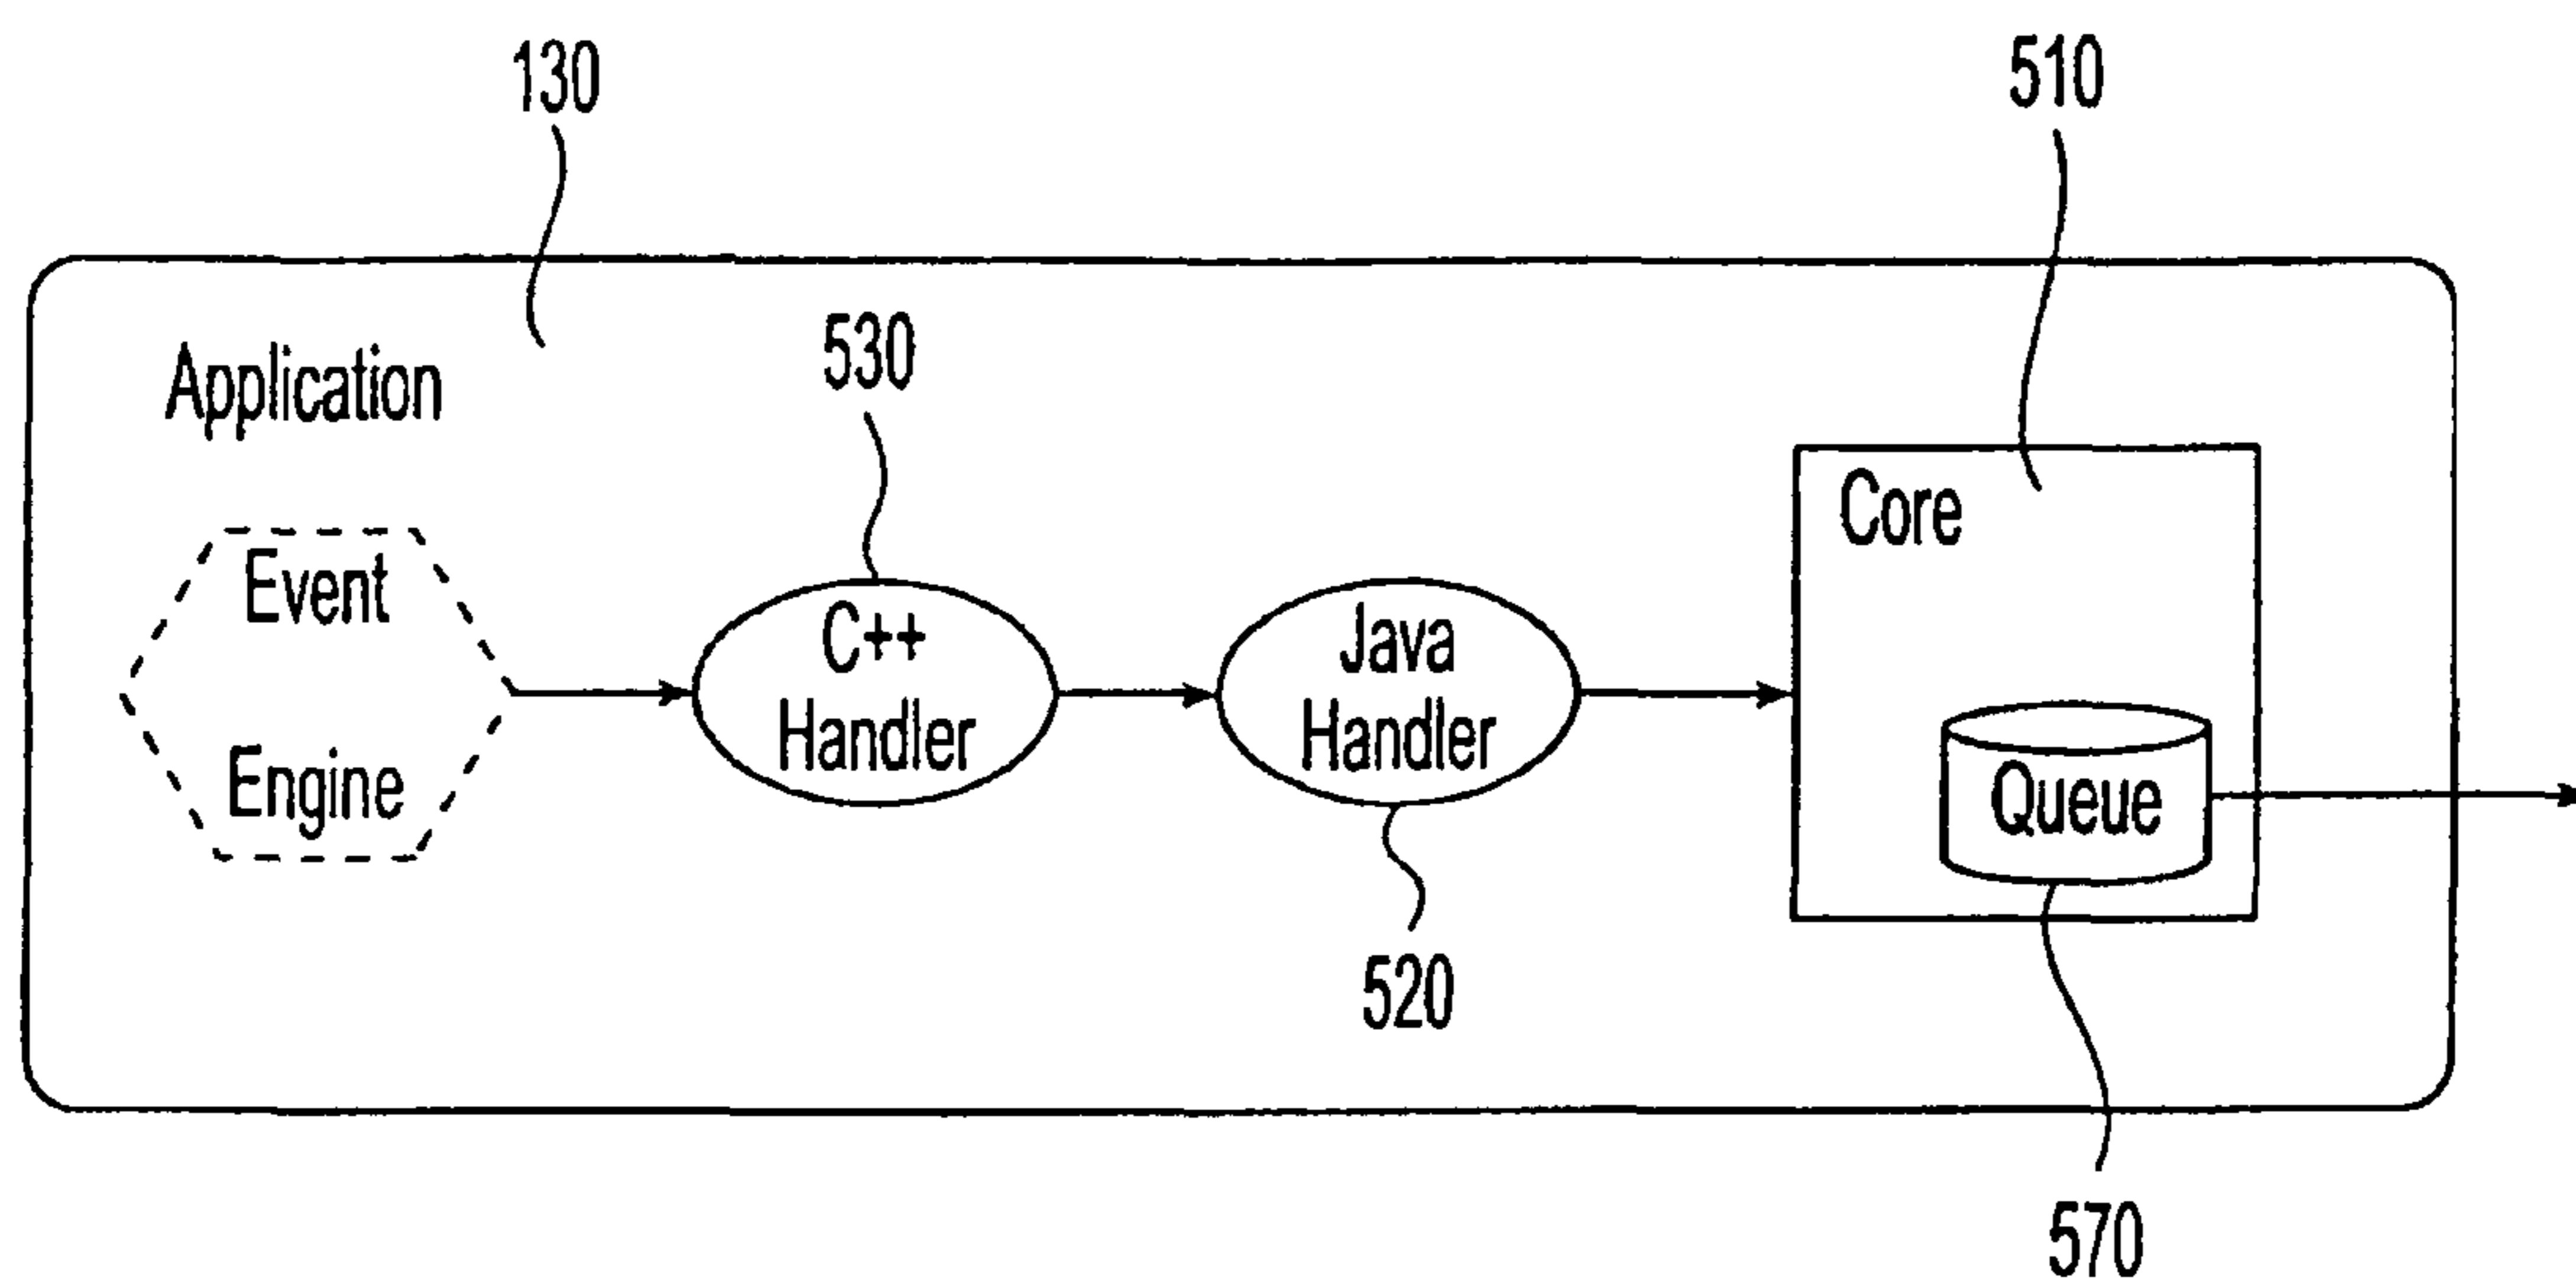 130
510
530
Application
Core
Event
Engine
C++
Handler
Java
Handler
Queue
520
570